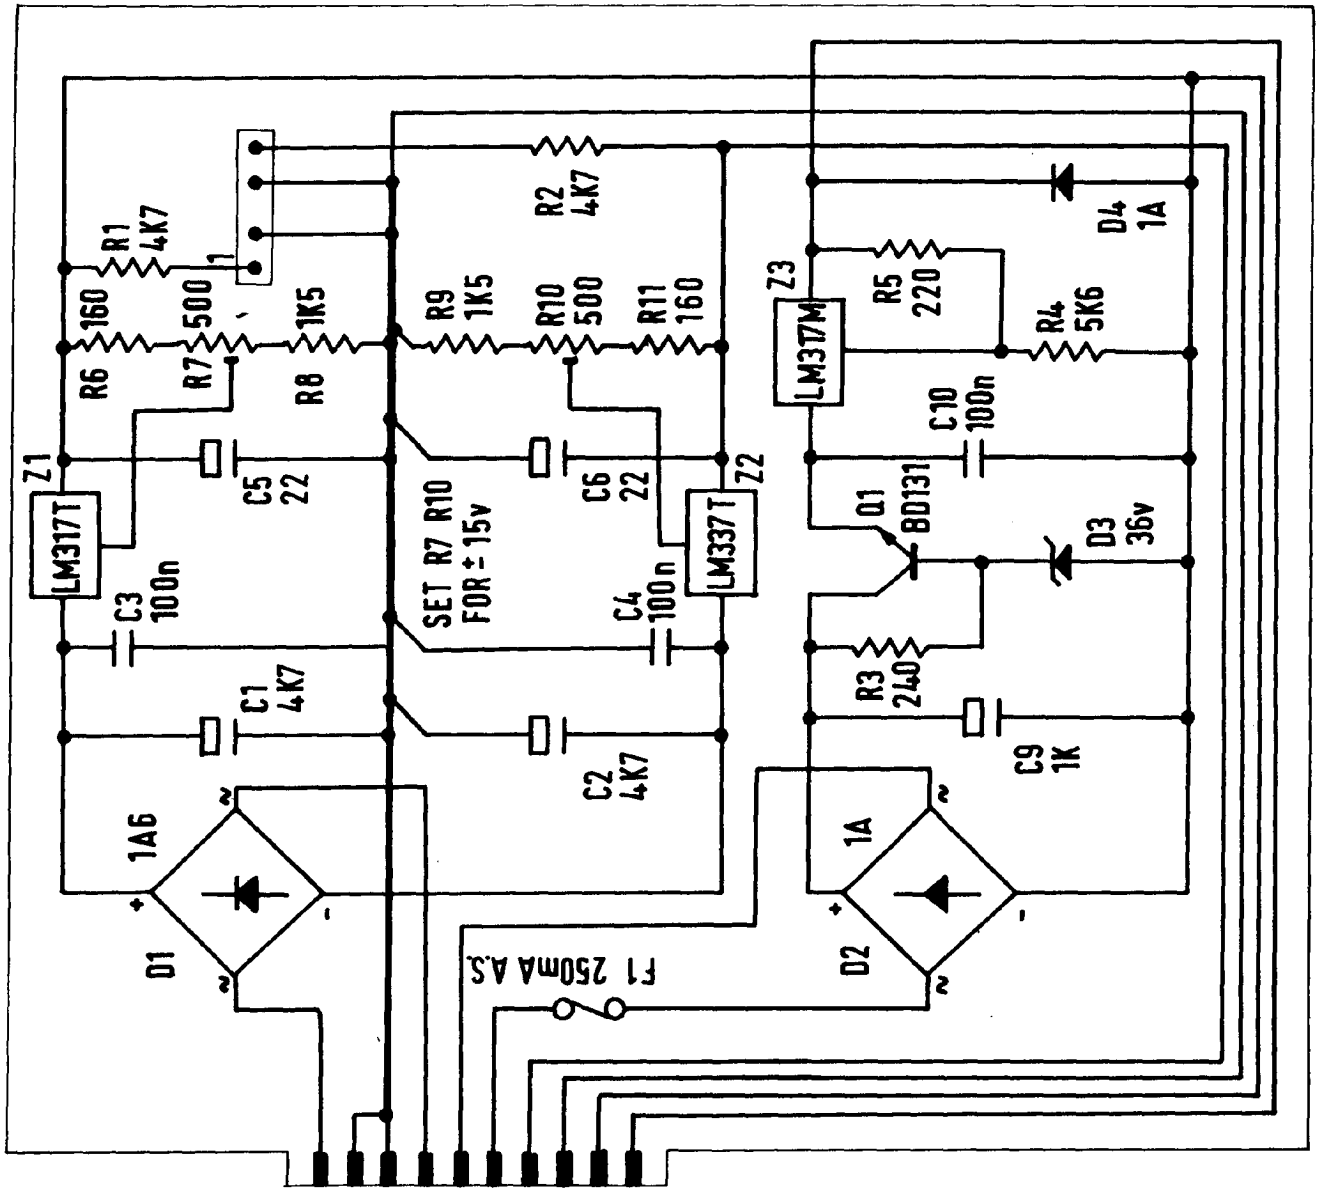 R1
4K7
1
R2
4K7
R6
160
R7
500
R8
1K5
R9
1K5
R10
500
R11
160
Z1
LM317T
C5
22
C6
22
Z2
LM337T
SET R7 R10
FOR ± 15v
C3
100n
C4
100n
C1
4K7
C2
4K7
Z3
LM317M
R5
220
R4
5K6
D4
1A
C10
100n
Q1
BD131
D3
36v
R3
240
C9
1K
D1
1A6
~
~
+
-
D2
1A
~
~
+
-
F1 250mA A.S.